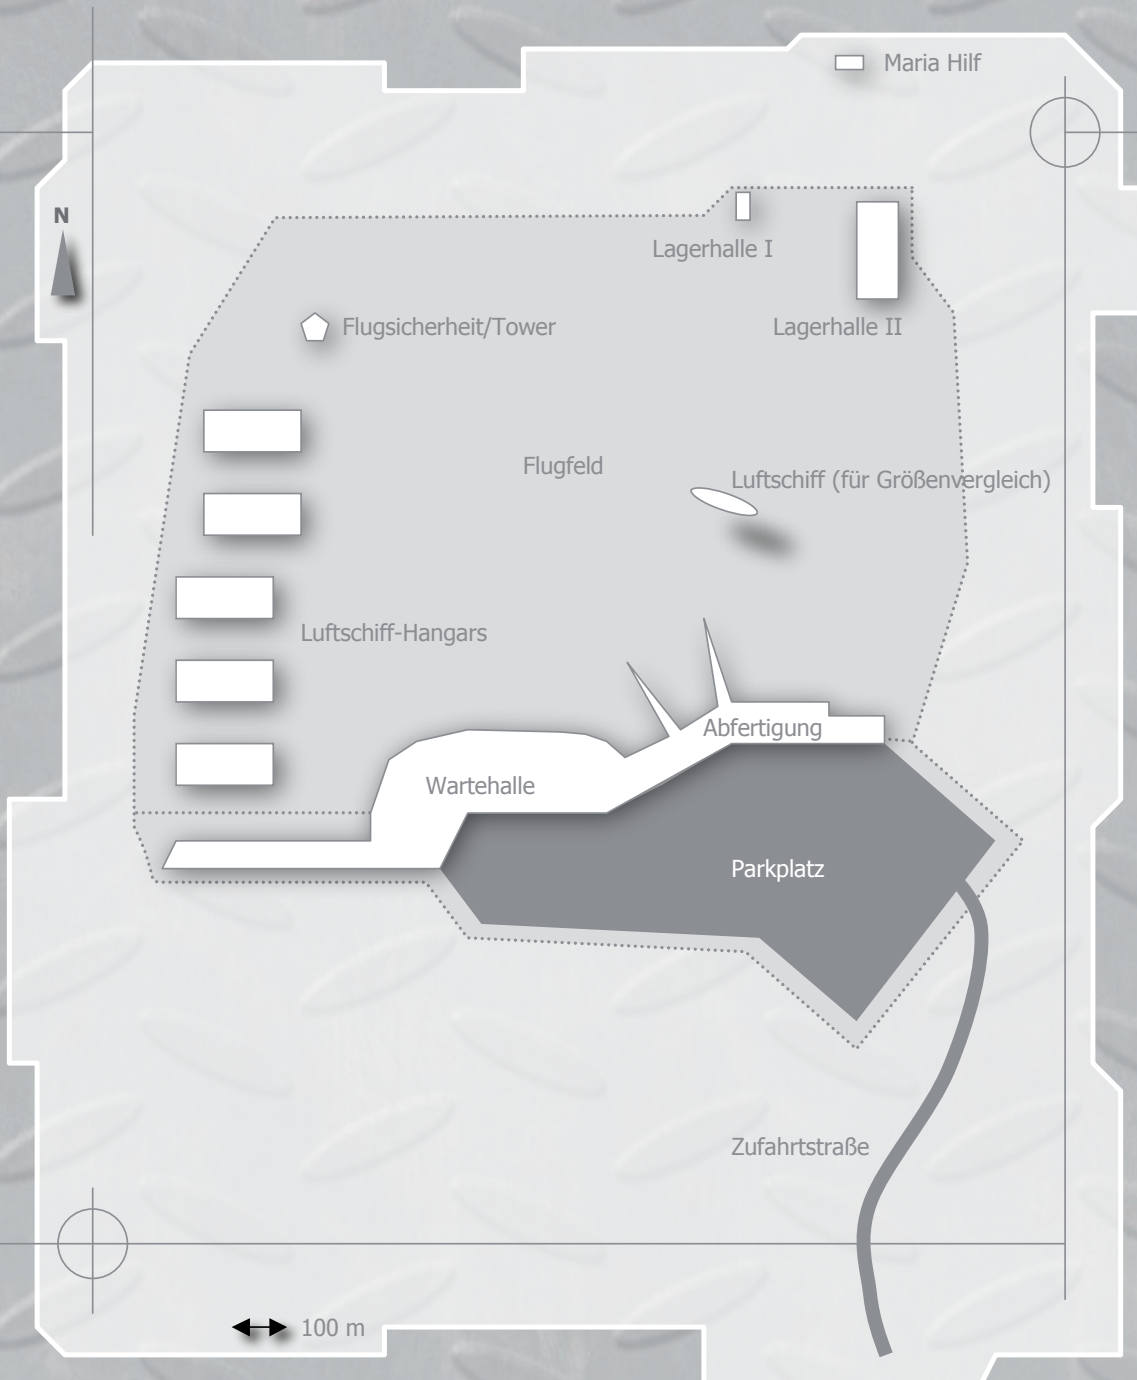 Maria Hilf
N
Lagerhalle I
Flugsicherheit/Tower
Lagerhalle II
Flugfeld
Luftschiff (für Größenvergleich)
Luftschiff-Hangars
Abfertigung
Wartehalle
Parkplatz
Zufahrtstraße
100 m